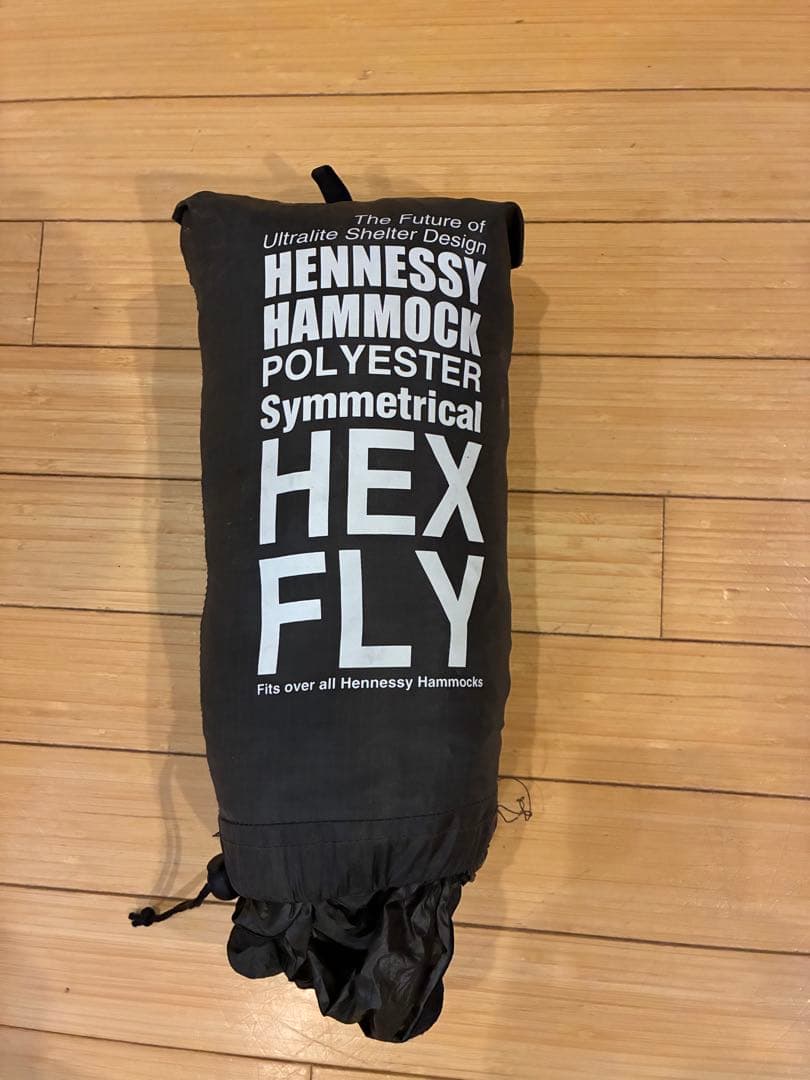 The Future of
Ultralite Shelter Design
HENNESSY
HAMMOCK
POLYESTER
Symmetrical
HEX
FLY
Fits over all Hennessy Hammocks